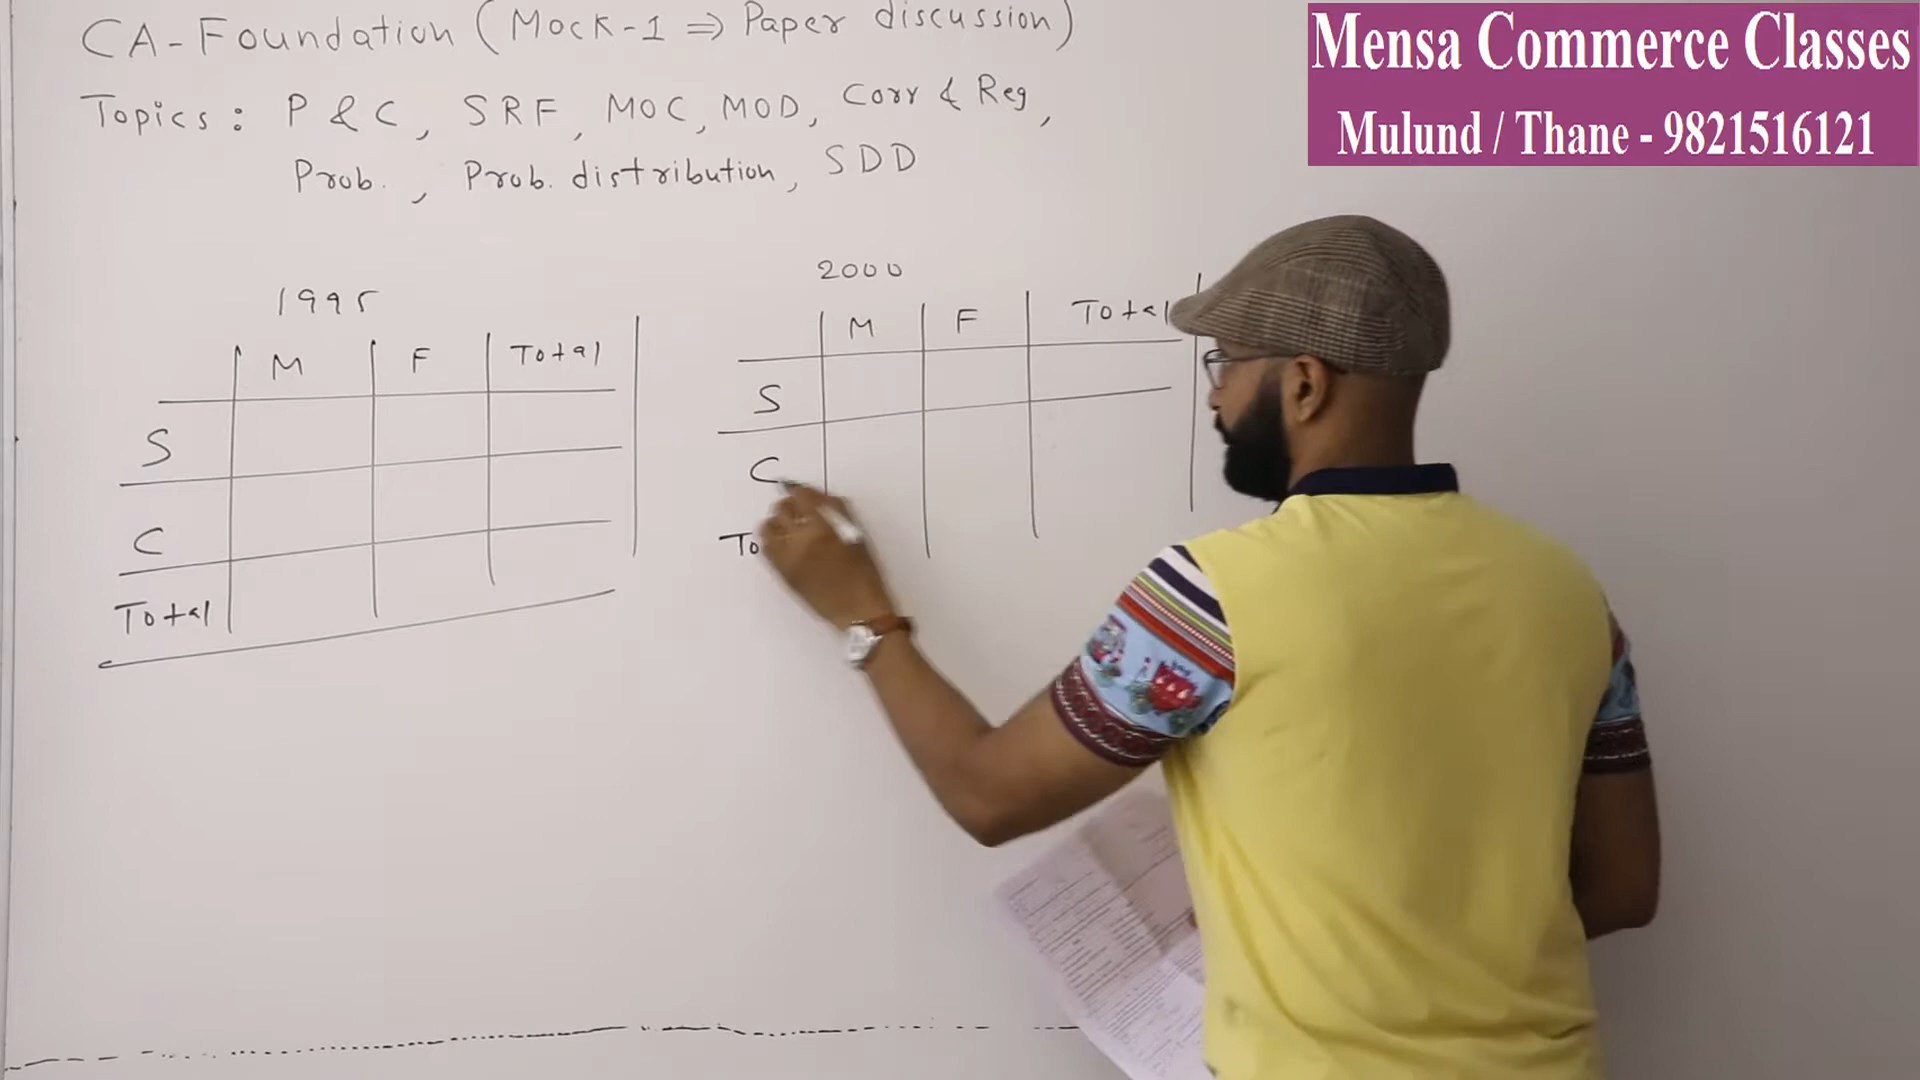 CA-Foundation (Mock-1 ⇒ Paper discussion)
Topics: P & C, SRF, MOC, MOD, Corr & Reg,
Prob., Prob. distribution, SDD
Mensa Commerce Classes
Mulund / Thane - 9821516121
1995
M F Total
S
C
Total
2000
M F Total
S
C
To